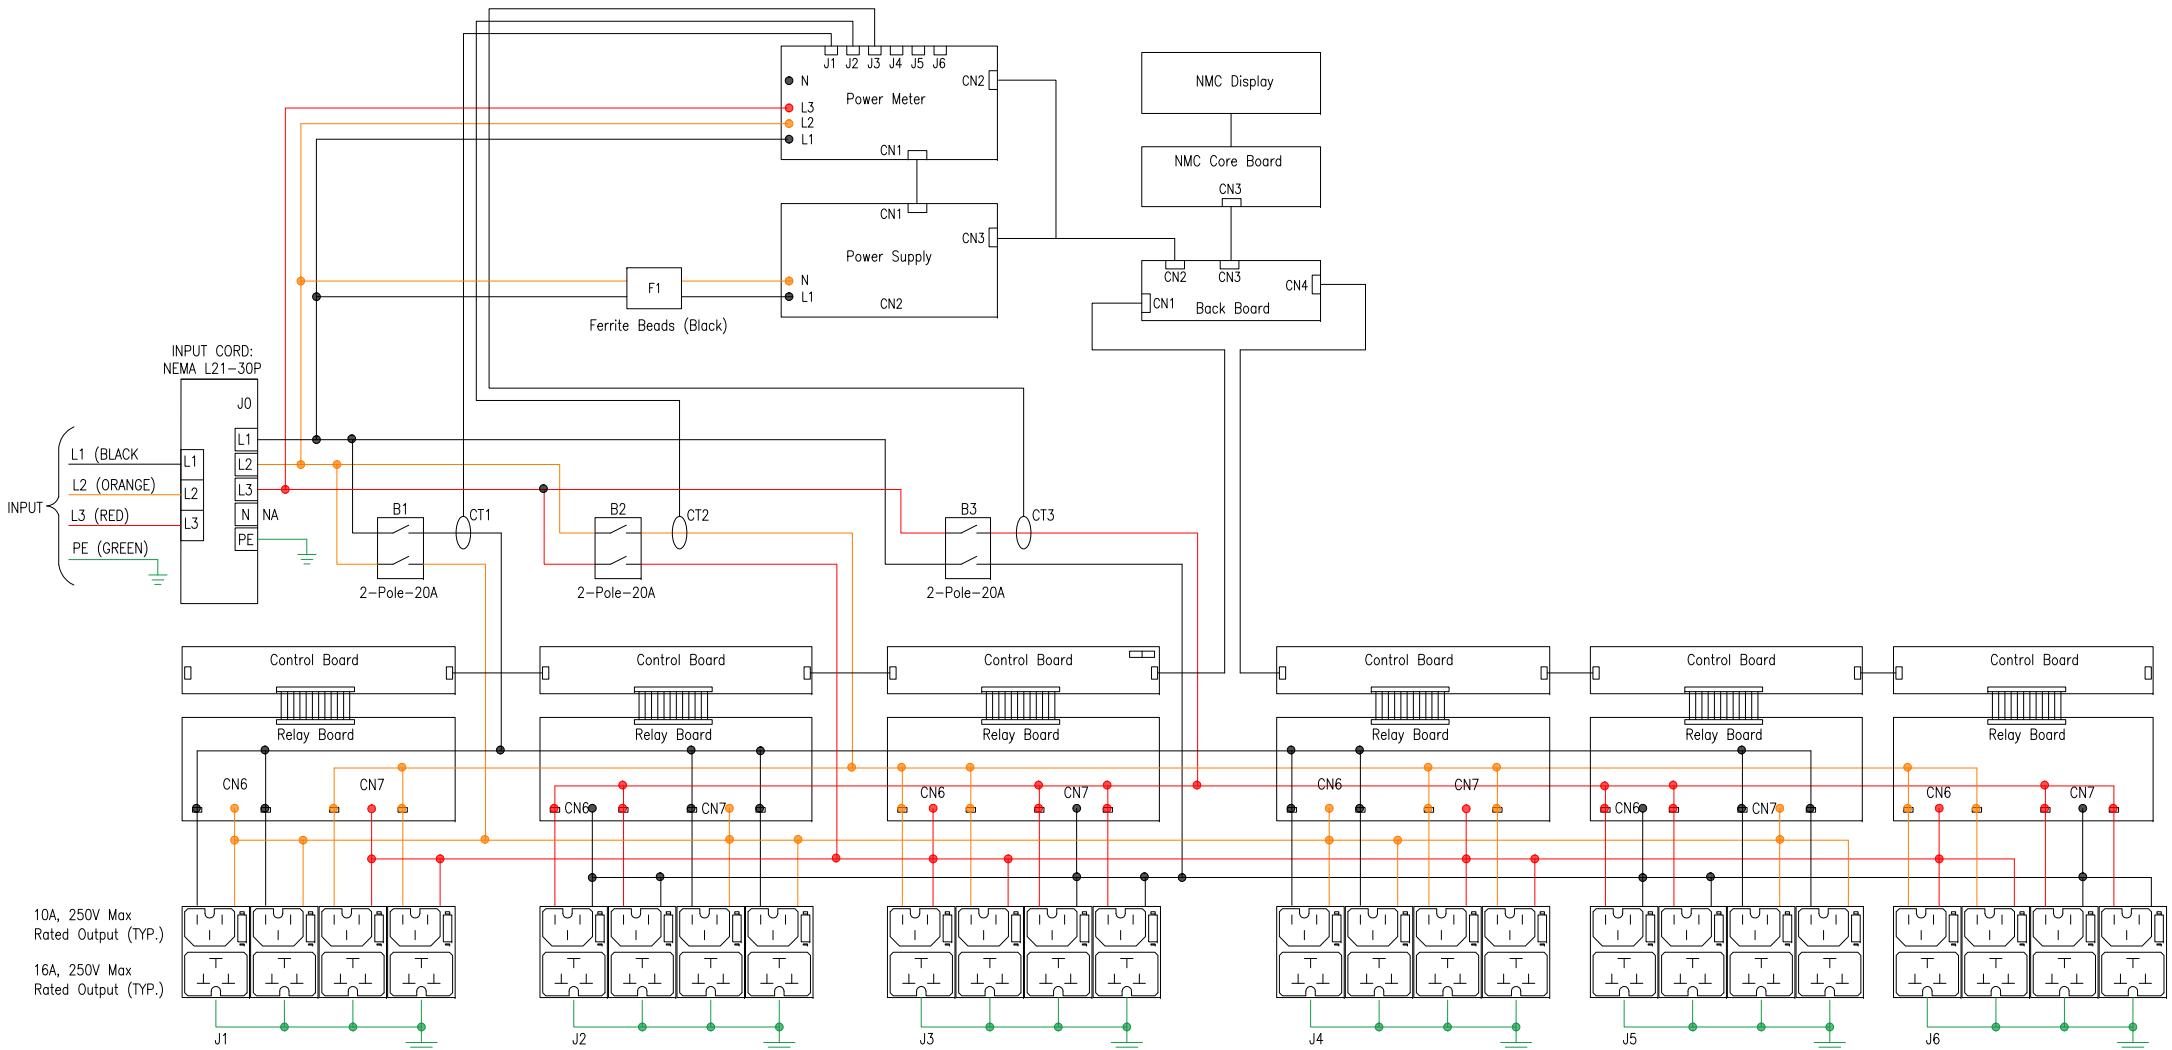 J1 J2 J3 J4 J5 J6
N
CN2
L3
Power Meter
L2
L1
CN1
NMC Display
NMC Core Board
CN3
CN1
CN3
Power Supply
N
L1
CN2
F1
Ferrite Beads (Black)
CN2 CN3
CN4
CN1
Back Board
INPUT CORD:
NEMA L21-30P
J0
L1
L2
L3
N NA
PE
INPUT
L1 (BLACK
L1
L2 (ORANGE)
L2
L3 (RED)
L3
PE (GREEN)
B1
CT1
2-Pole-20A
B2
CT2
2-Pole-20A
B3
CT3
2-Pole-20A
Control Board
Control Board
Control Board
Control Board
Control Board
Control Board
Relay Board
Relay Board
Relay Board
Relay Board
Relay Board
Relay Board
CN6 CN7
CN6 CN7
CN6 CN7
CN6 CN7
CN6 CN7
CN6 CN7
10A, 250V Max
Rated Output (TYP.)
16A, 250V Max
Rated Output (TYP.)
J1
J2
J3
J4
J5
J6